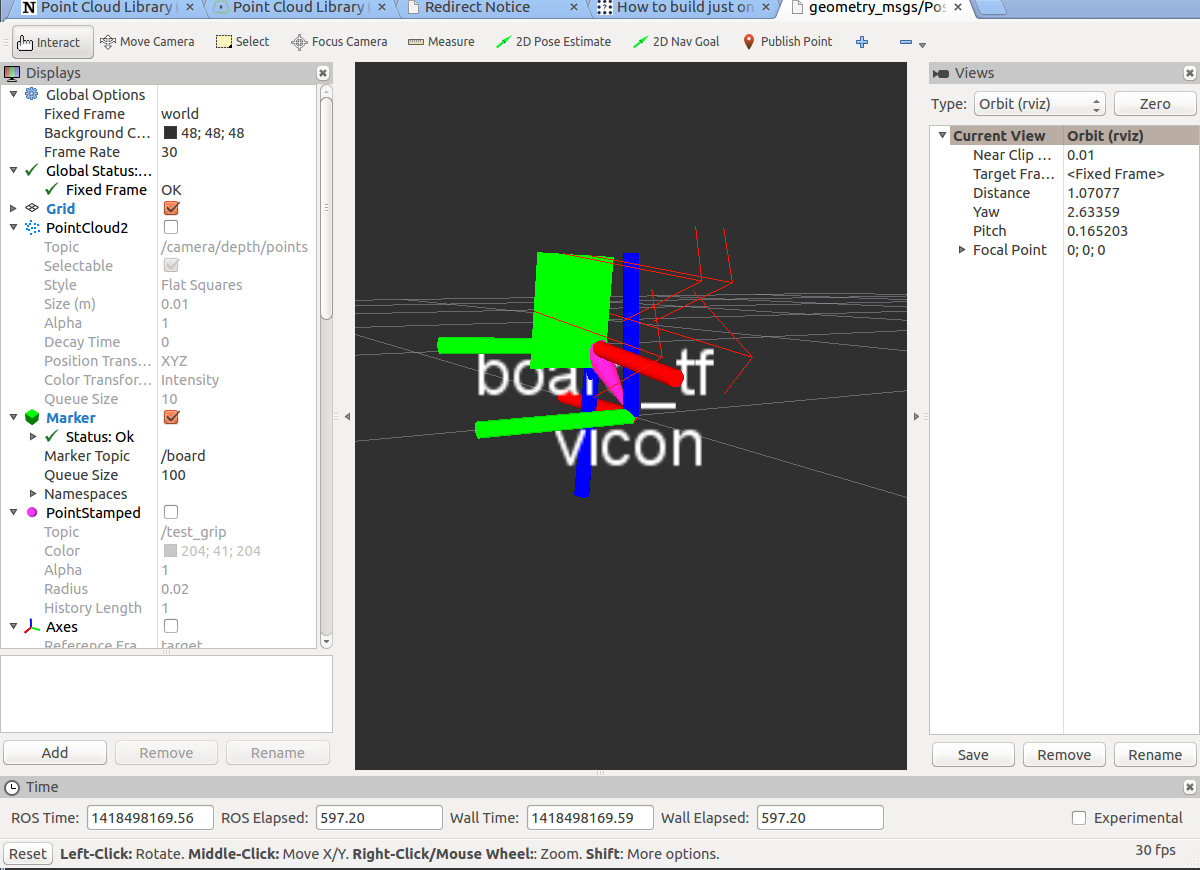 Point Cloud Library
Point Cloud Library
Redirect Notice
How to build just on
geometry_msgs/Pos
Interact
Move Camera
Select
Focus Camera
Measure
2D Pose Estimate
2D Nav Goal
Publish Point
Displays
Global Options
Fixed Frame world
Background C... 48; 48; 48
Frame Rate 30
Global Status:...
Fixed Frame OK
Grid
PointCloud2
Topic /camera/depth/points
Selectable
Style Flat Squares
Size (m) 0.01
Alpha 1
Decay Time 0
Position Trans... XYZ
Color Transfor... Intensity
Queue Size 10
Marker
Status: Ok
Marker Topic /board
Queue Size 100
Namespaces
PointStamped
Topic /test_grip
Color 204; 41; 204
Alpha 1
Radius 0.02
History Length 1
Axes
Reference Fra... target
Add
Remove
Rename
vicon
Views
Type: Orbit (rviz) Zero
Current View Orbit (rviz)
Near Clip ... 0.01
Target Fra... <Fixed Frame>
Distance 1.07077
Yaw 2.63359
Pitch 0.165203
Focal Point 0; 0; 0
Save
Remove
Rename
Time
ROS Time: 1418498169.56 ROS Elapsed: 597.20 Wall Time: 1418498169.59 Wall Elapsed: 597.20 Experimental
Reset Left-Click: Rotate. Middle-Click: Move X/Y. Right-Click/Mouse Wheel:: Zoom. Shift: More options. 30 fps